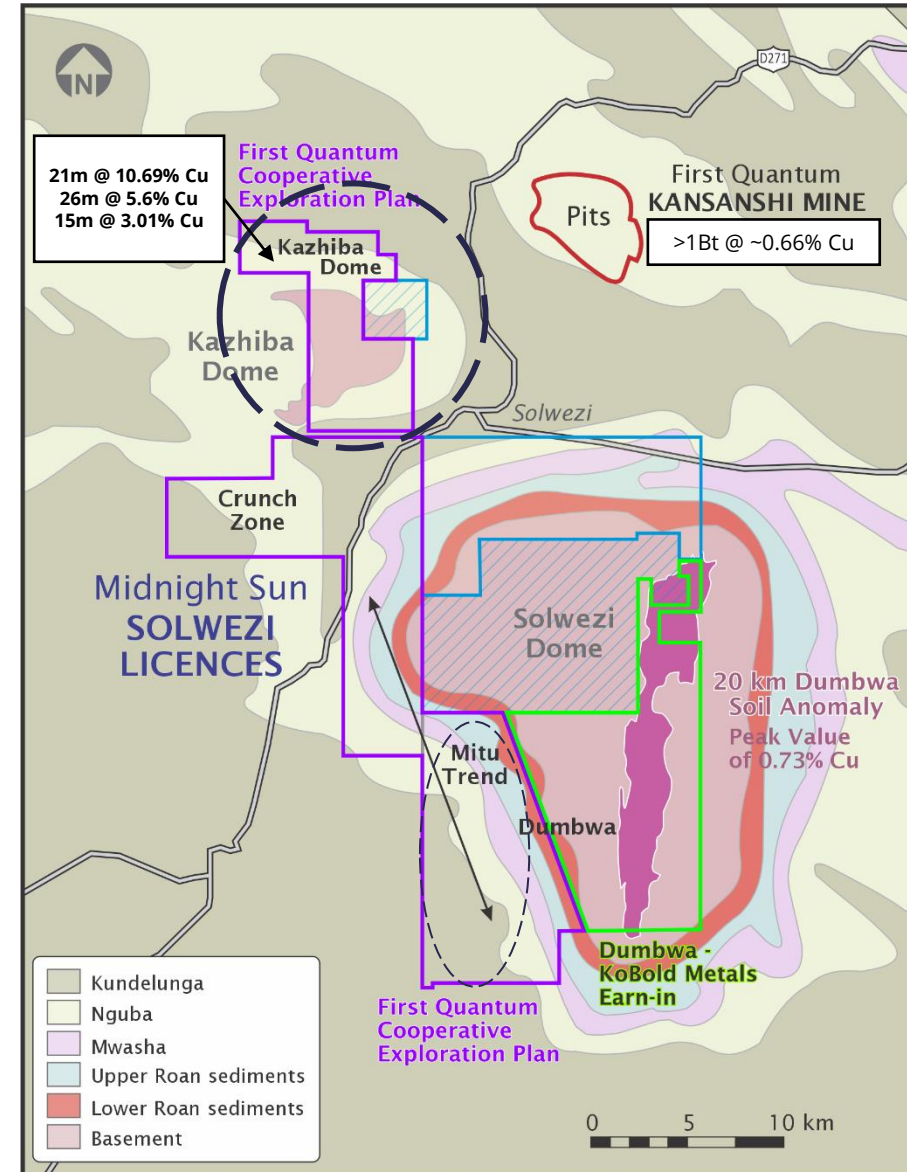 N
D271
21m @ 10.69% Cu
26m @ 5.6% Cu
15m @ 3.01% Cu
First Quantum
Cooperative
Exploration Plan
First Quantum
KANSANSHI MINE
Pits
>1Bt @ ~0.66% Cu
Kazhiba
Dome
Kazhiba
Dome
Solwezi
Crunch
Zone
Midnight Sun
SOLWEZI
LICENCES
Solwezi
Dome
20 km Dumbwa
Soil Anomaly
Peak Value
of 0.73% Cu
Mitu
Trend
Dumbwa
Dumbwa -
KoBold Metals
Earn-in
First Quantum
Cooperative
Exploration Plan
Kundelunga
Nguba
Mwasha
Upper Roan sediments
Lower Roan sediments
Basement
0 5 10 km